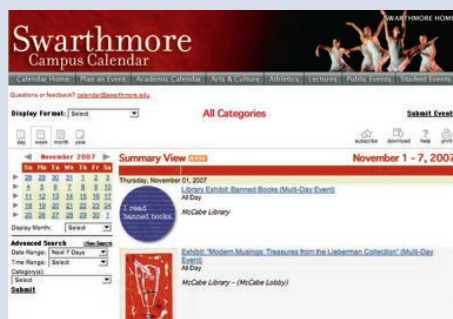 SWARTHMORE HOME
Swarthmore
Campus Calendar
Calendar Home Plan an Event Academic Calendar Arts & Culture Athletics Lectures Public Events Student Events
Questions or feedback? calendar@swarthmore.edu
Display Format: Select
All Categories
Submit Event
day week month year
subscribe download help print
November 2007
Su Mo Tu We Th Fr Sa
28 29 30 31 1 2 3
4 5 6 7 8 9 10
11 12 13 14 15 16 17
18 19 20 21 22 23 24
25 26 27 28 29 30 1
Display Month: Select
Advanced Search
Date Range: Next 7 Days
Time Range: Select
Category(s):
Select
Submit
Summary View
November 1 - 7, 2007
Thursday, November 01, 2007
I read
banned books.
Library Exhibit: Banned Books (Multi-Day Event)
All Day
McCabe Library
Exhibit: "Modern Musings: Treasures from the Lieberman Collection" (Multi-Day
Event)
All Day
McCabe Library - (McCabe Lobby)